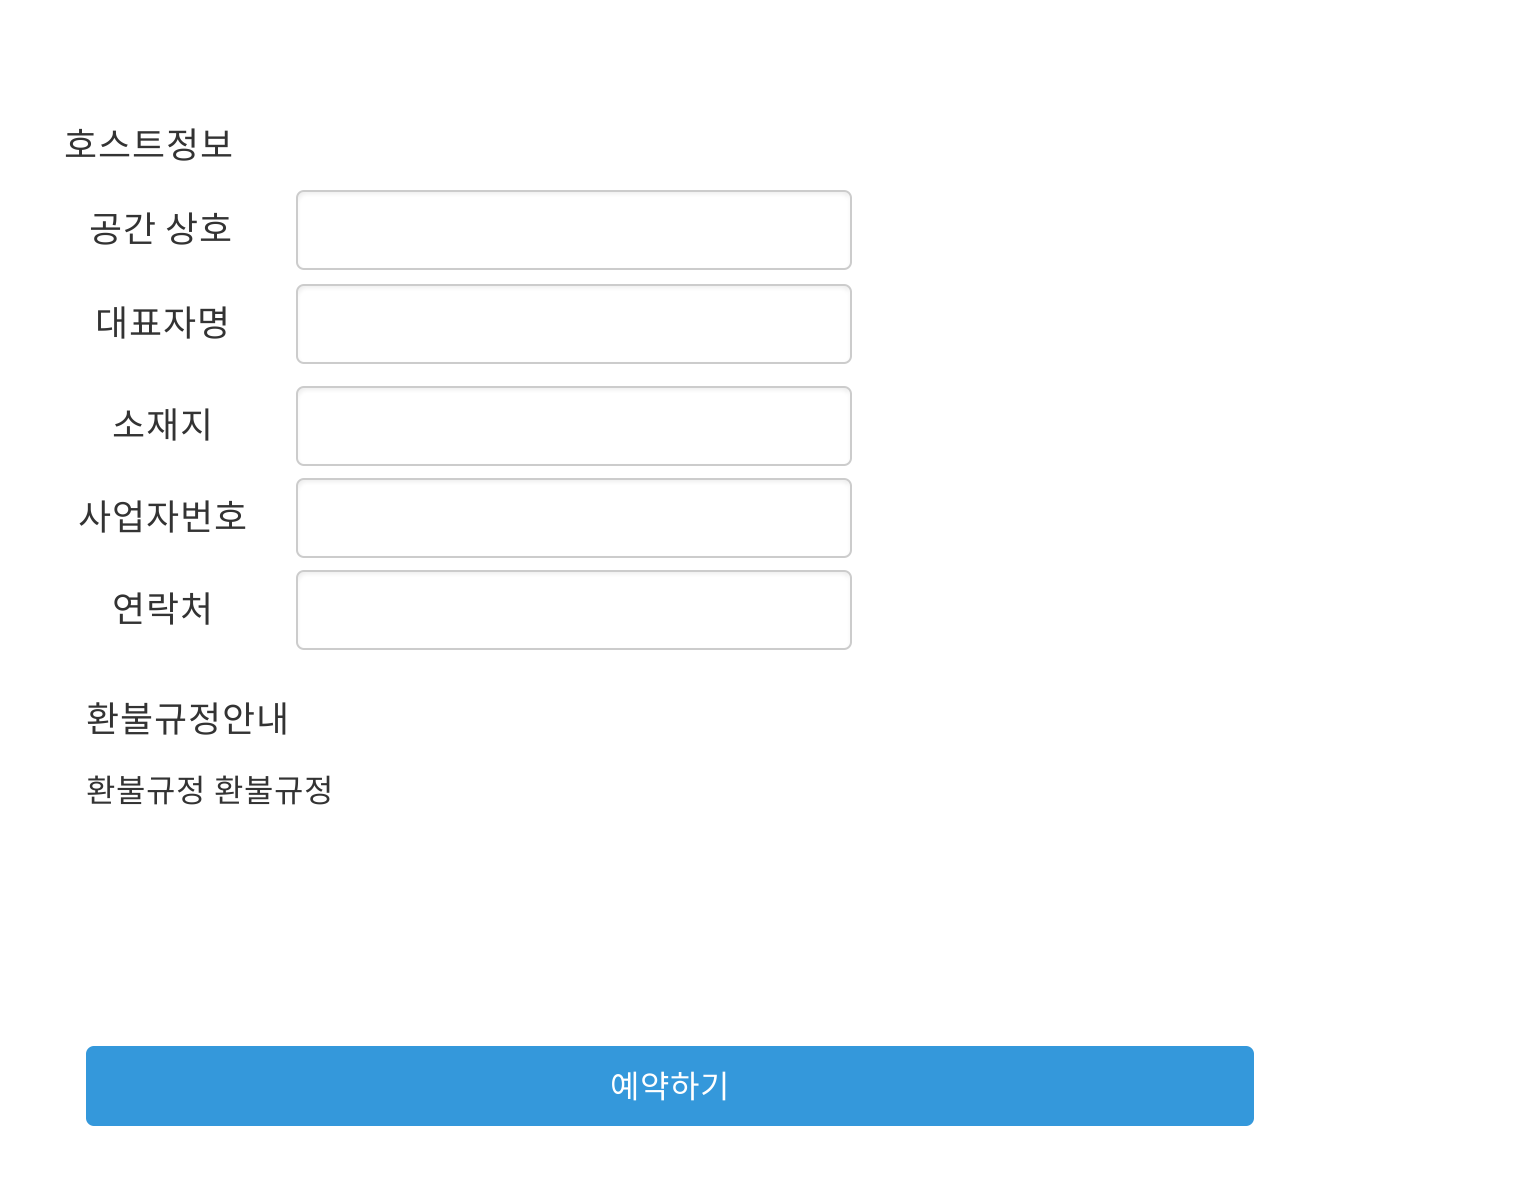 호스트정보
공간 상호
대표자명
소재지
사업자번호
연락처
환불규정안내
환불규정 환불규정
예약하기